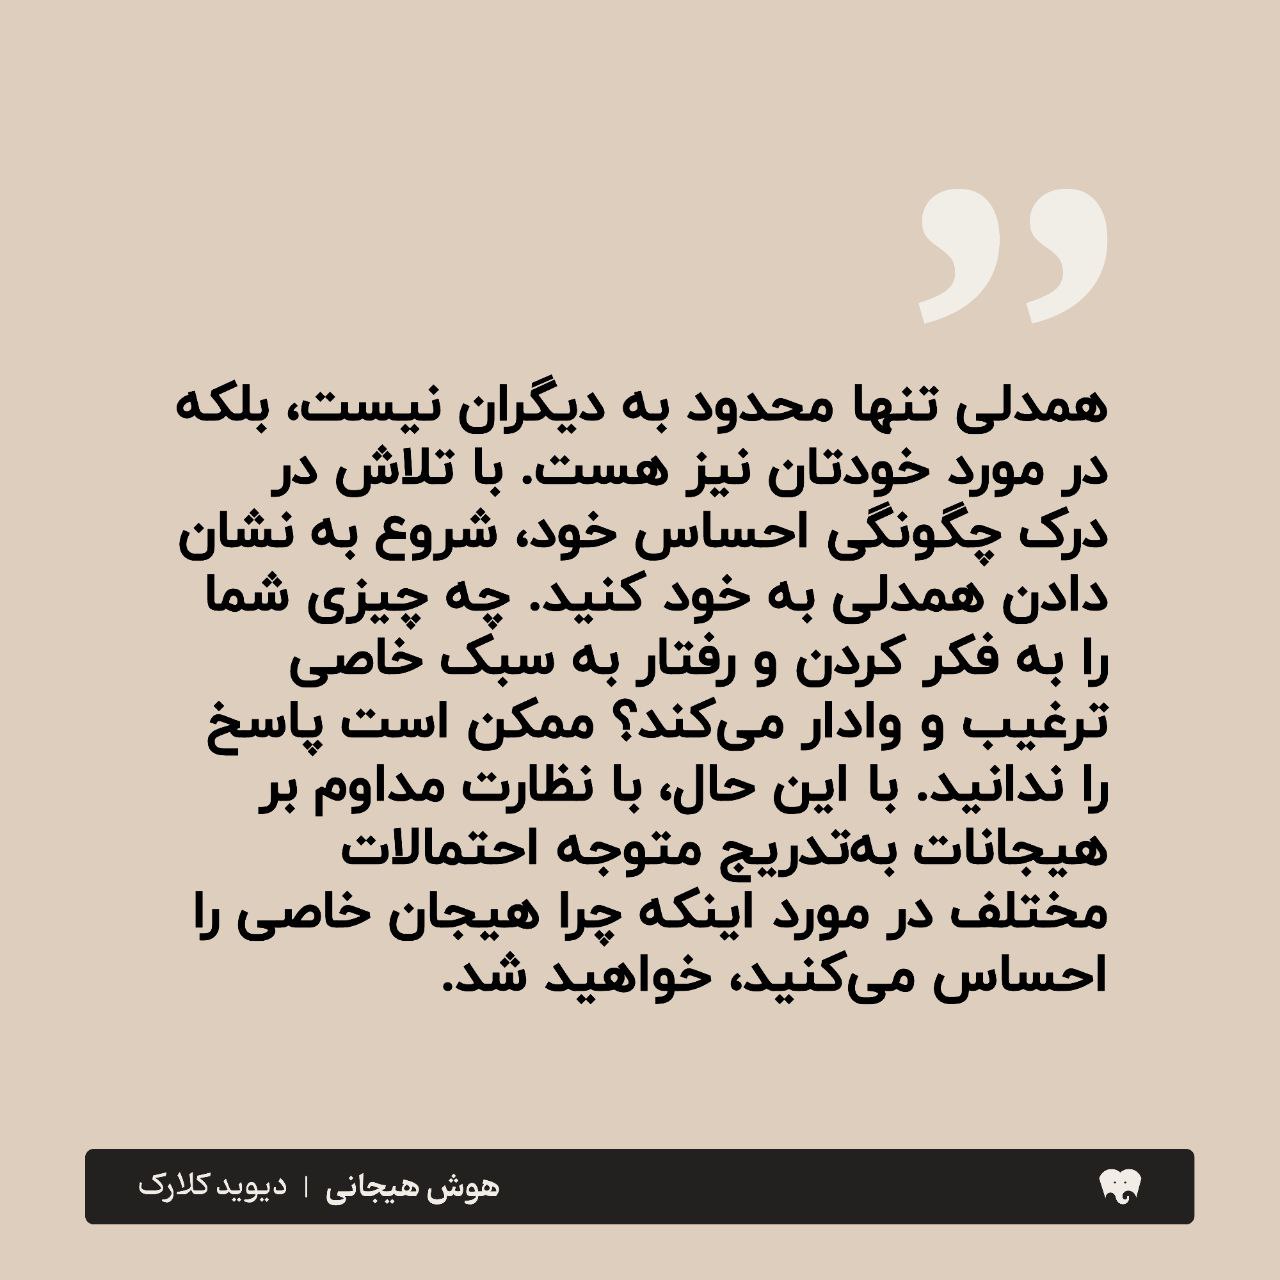 همدلی تنها محدود به دیگران نیست، بلکه
در مورد خودتان نیز هست. با تلاش در
درک چگونگی احساس خود، شروع به نشان
دادن همدلی به خود کنید. چه چیزی شما
را به فکر کردن و رفتار به سبک خاصی
ترغیب و وادار می‌کند؟ ممکن است پاسخ
را ندانید. با این حال، با نظارت مداوم بر
هیجانات به‌تدریج متوجه احتمالات
مختلف در مورد اینکه چرا هیجان خاصی را
احساس می‌کنید، خواهید شد.
هوش هیجانی | دیوید کلارک